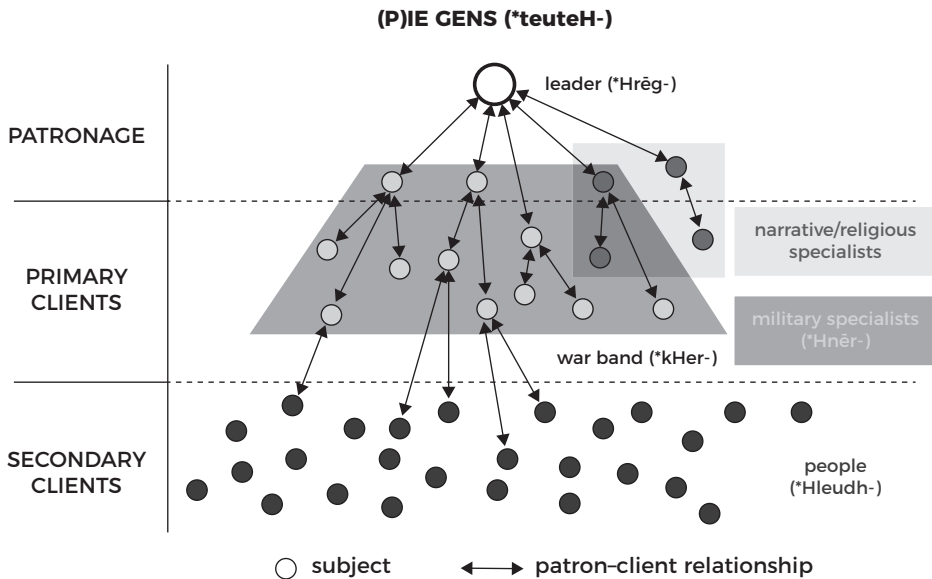 (P)IE GENS (*teuteH-)
leader (*Hrēg-)
PATRONAGE
narrative/religious
specialists
PRIMARY
CLIENTS
military specialists
(*Hnēr-)
war band (*kHer-)
SECONDARY
CLIENTS
people
(*Hleudh-)
subject
patron–client relationship